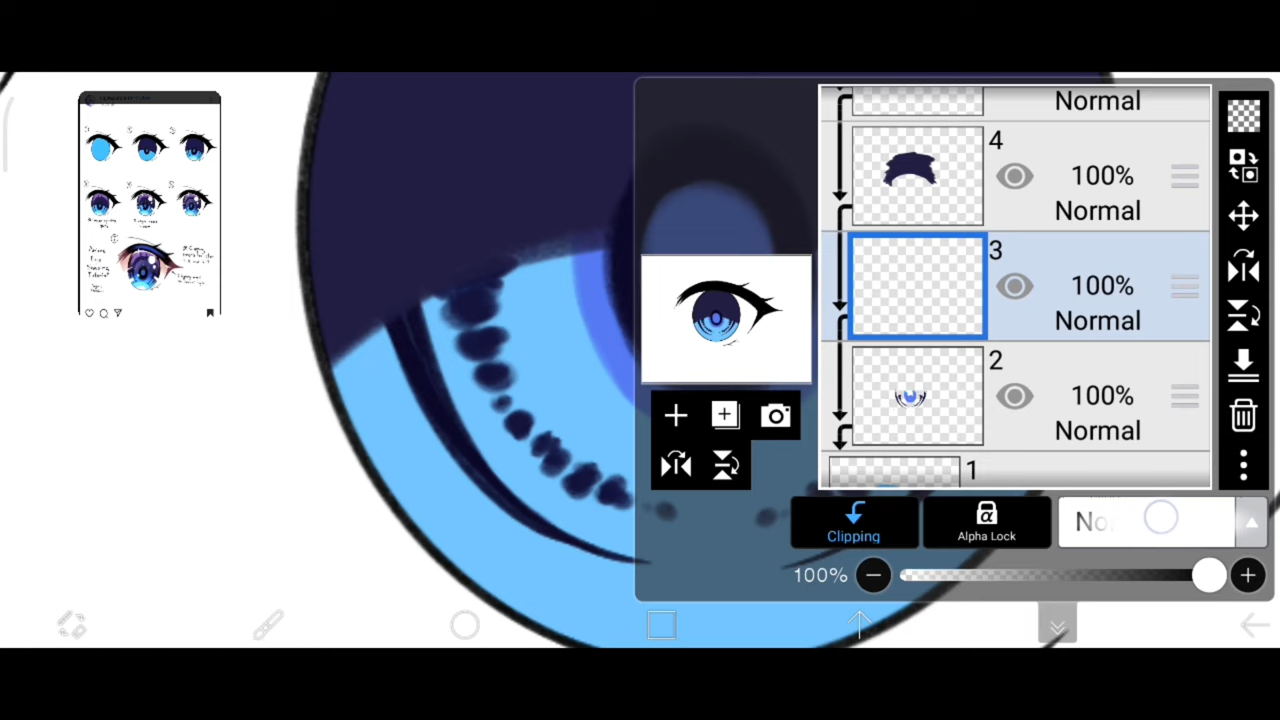 Normal
4
100%
Normal
3
100%
Normal
2
100%
Normal
1
Clipping
α
Alpha Lock
No
100%